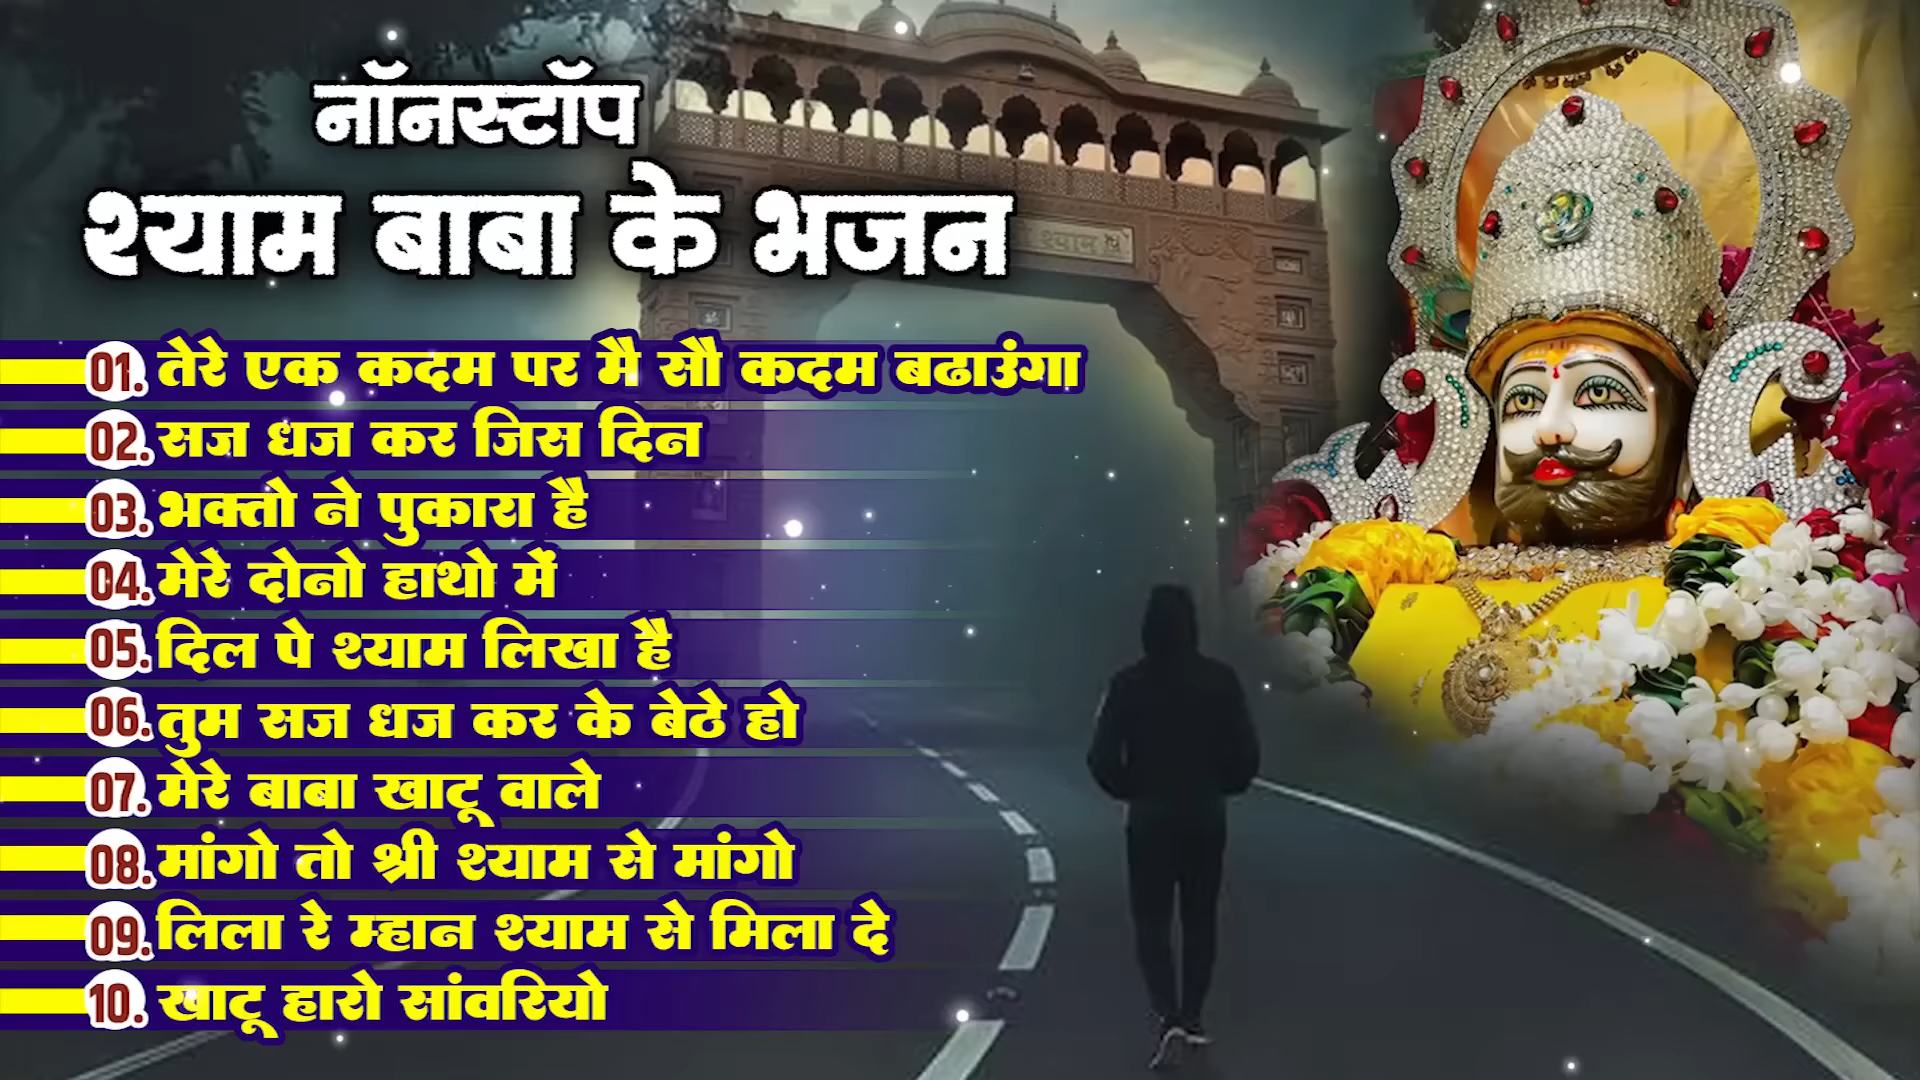 नॉनस्टॉप
श्याम बाबा के भजन
01. तेरे एक कदम पर मै सौ कदम बढाउंगा
02. सज धज कर जिस दिन
03. भक्तो ने पुकारा है
04. मेरे दोनो हाथो में
05. दिल पे श्याम लिखा है
06. तुम सज धज कर के बेठे हो
07. मेरे बाबा खाटू वाले
08. मांगो तो श्री श्याम से मांगो
09. लिला रे म्हान श्याम से मिला दे
10. खाटू हारो सांवरियो